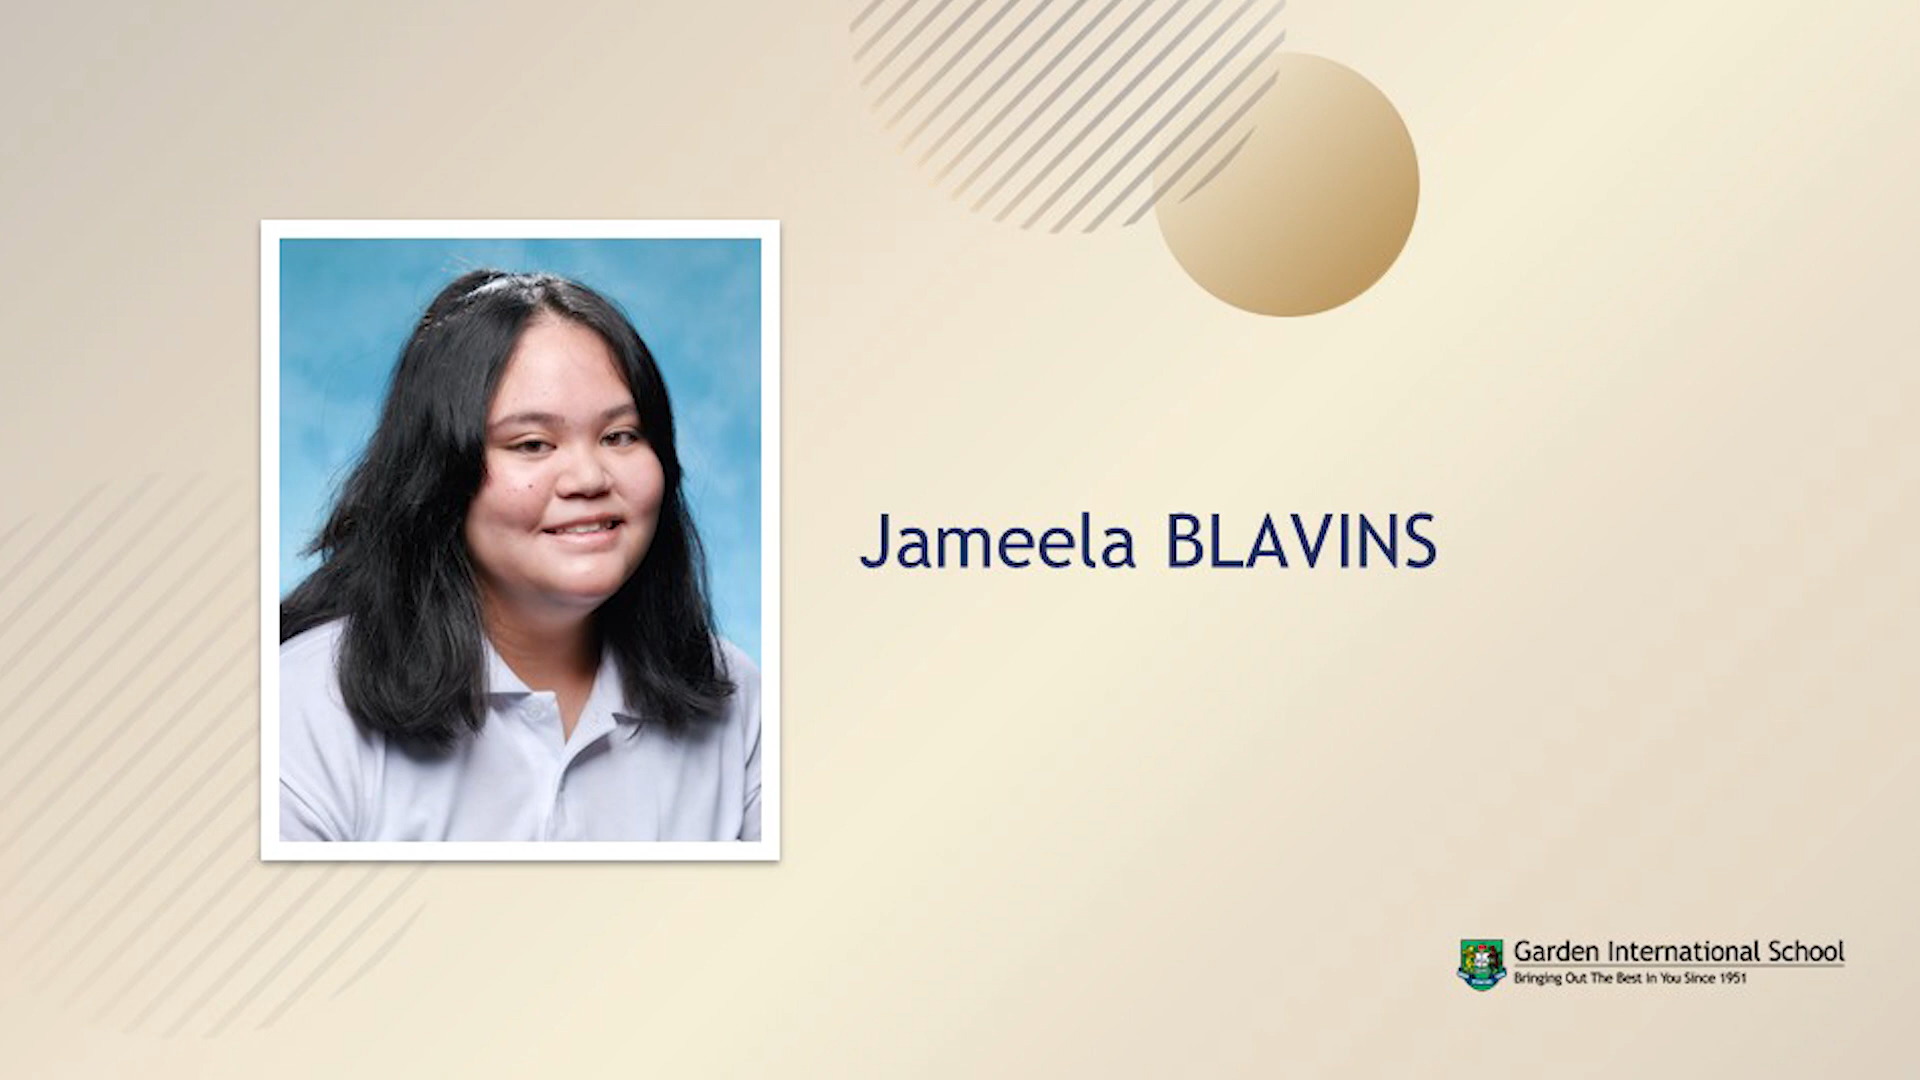 Jameela BLAVINS
Garden International School
Bringing Out The Best In You Since 1951